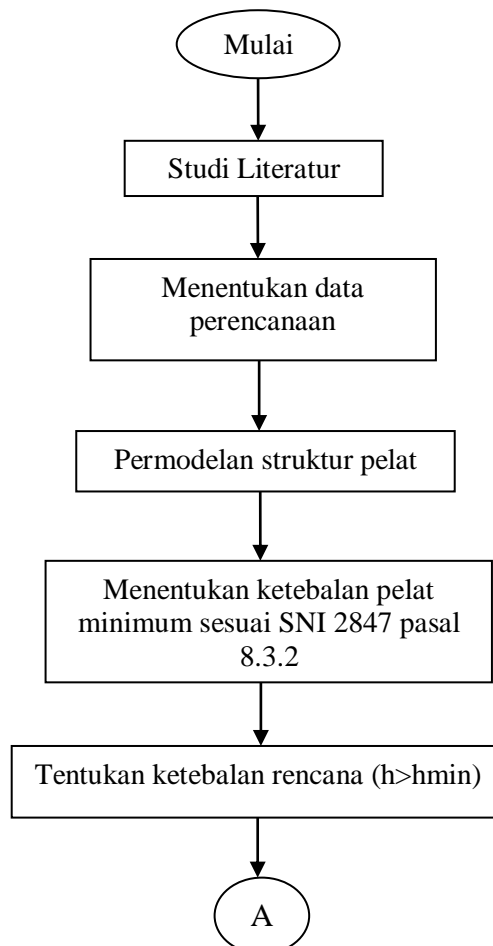 Mulai
Studi Literatur
Menentukan data
perencanaan
Permodelan struktur pelat
Menentukan ketebalan pelat
minimum sesuai SNI 2847 pasal
8.3.2
Tentukan ketebalan rencana (h>hmin)
A